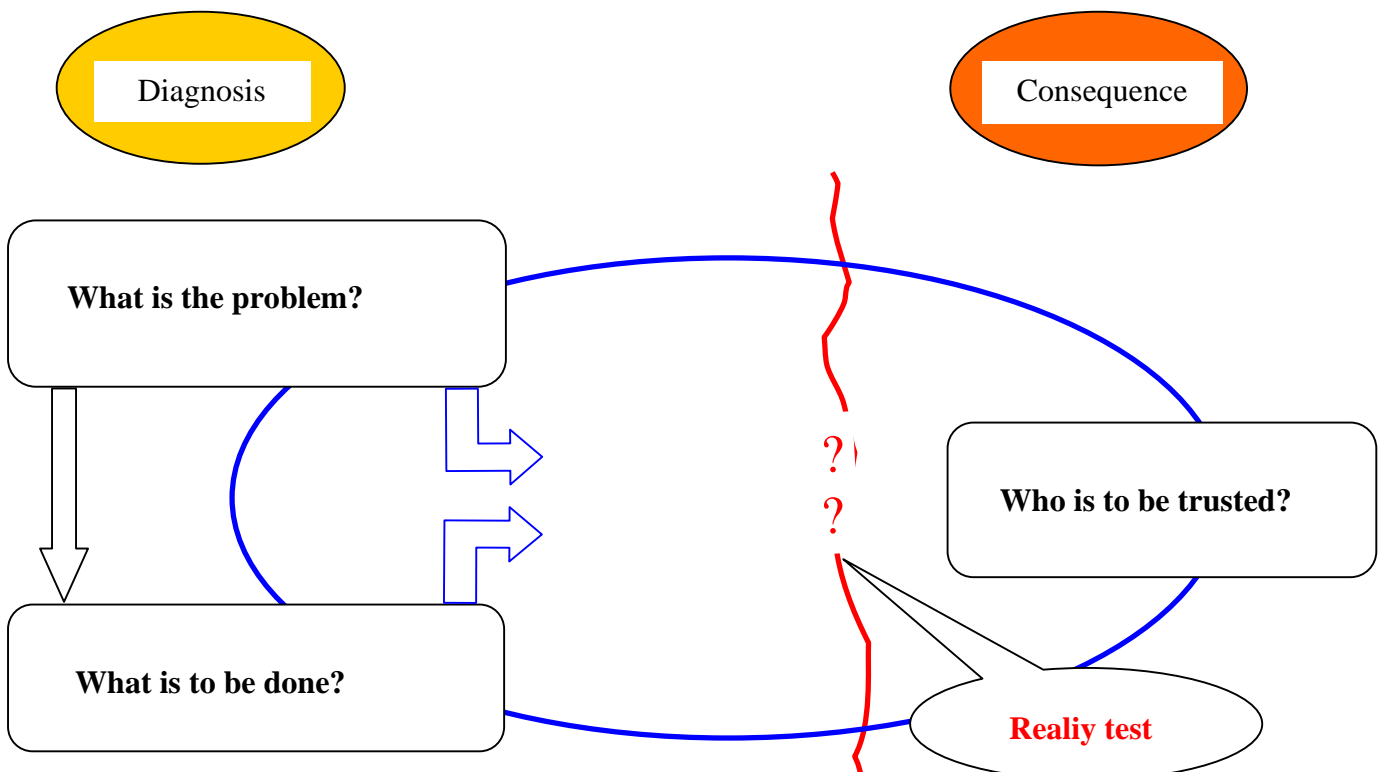 Diagnosis
Consequence
What is the problem?
?
?
Who is to be trusted?
What is to be done?
Realiy test